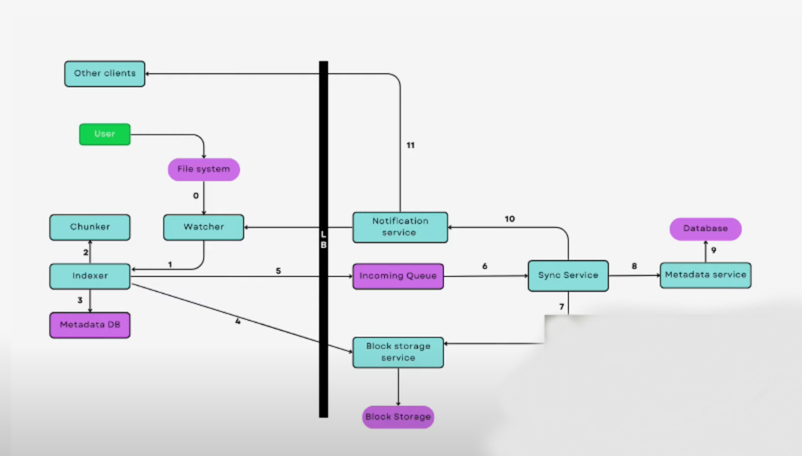 Other clients
User
11
File system
0
Chunker
Watcher
Notification
service
10
Database
L
B
2
1
9
Indexer
5
Incoming Queue
6
Sync Service
8
Metadata service
3
7
Metadata DB
4
Block storage
service
Block Storage